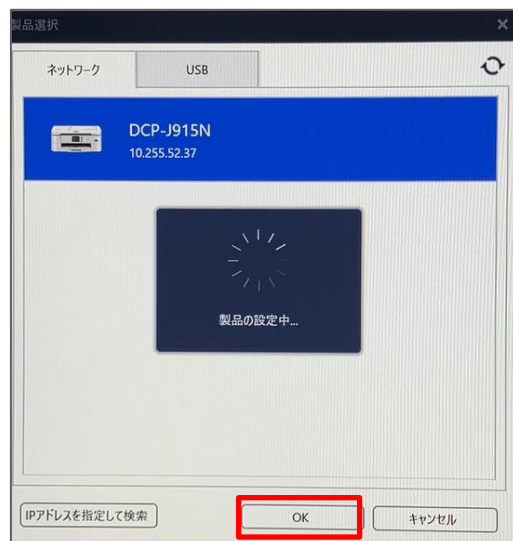 製品選択
ネットワーク
USB
DCP-J915N
10.255.52.37
製品の設定中...
IPアドレスを指定して検索
OK
キャンセル